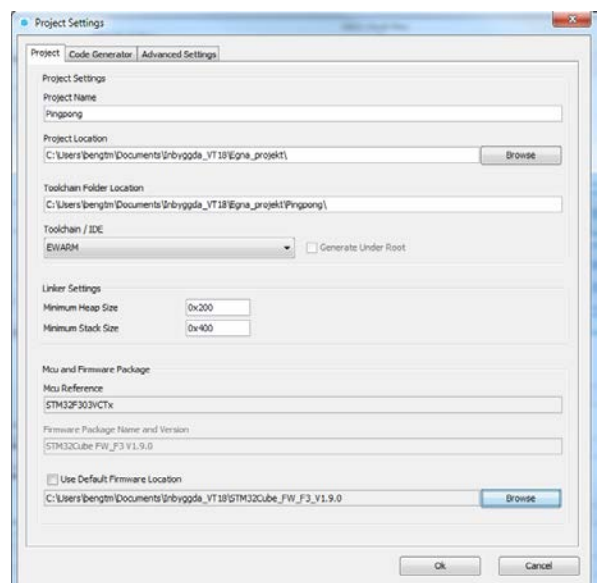 Project Settings
Project Code Generator Advanced Settings
Project Settings
Project Name
Pingpong
Project Location
C:\Users\bengtm\Documents\Inbyggda_VT18\Egna_projekt\ Browse
Toolchain Folder Location
C:\Users\bengtm\Documents\Inbyggda_VT18\Egna_projekt\Pingpong\
Toolchain / IDE
EWARM Generate Under Root
Linker Settings
Minimum Heap Size 0x200
Minimum Stack Size 0x400
Mcu and Firmware Package
Mcu Reference
STM32F303VCTx
Firmware Package Name and Version
STM32Cube FW_F3 V1.9.0
Use Default Firmware Location
C:\Users\bengtm\Documents\Inbyggda_VT18\STM32Cube_FW_F3_V1.9.0 Browse
Ok Cancel